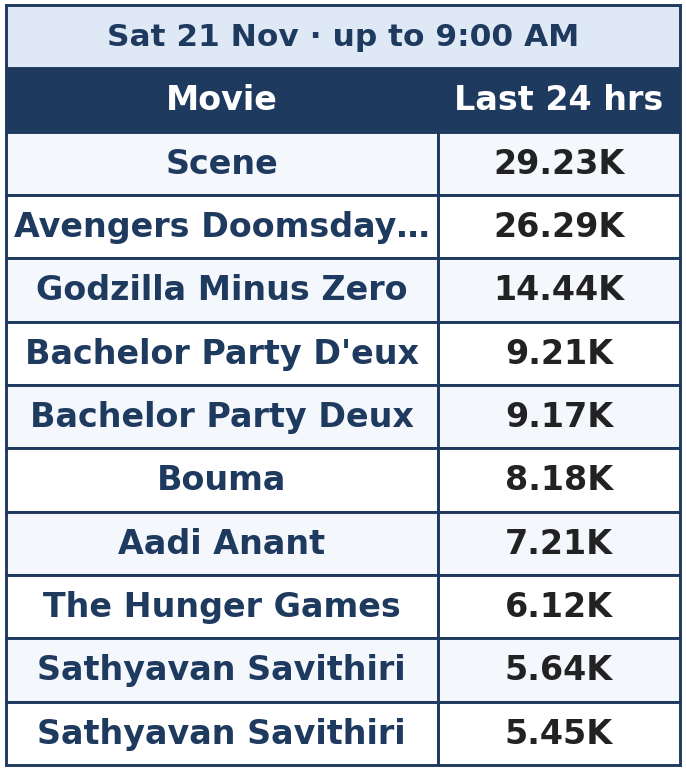 Sat 21 Nov · up to 9:00 AM
Movie Last 24 hrs
Scene 29.23K
Avengers Doomsday... 26.29K
Godzilla Minus Zero 14.44K
Bachelor Party D'eux 9.21K
Bachelor Party Deux 9.17K
Bouma 8.18K
Aadi Anant 7.21K
The Hunger Games 6.12K
Sathyavan Savithiri 5.64K
Sathyavan Savithiri 5.45K